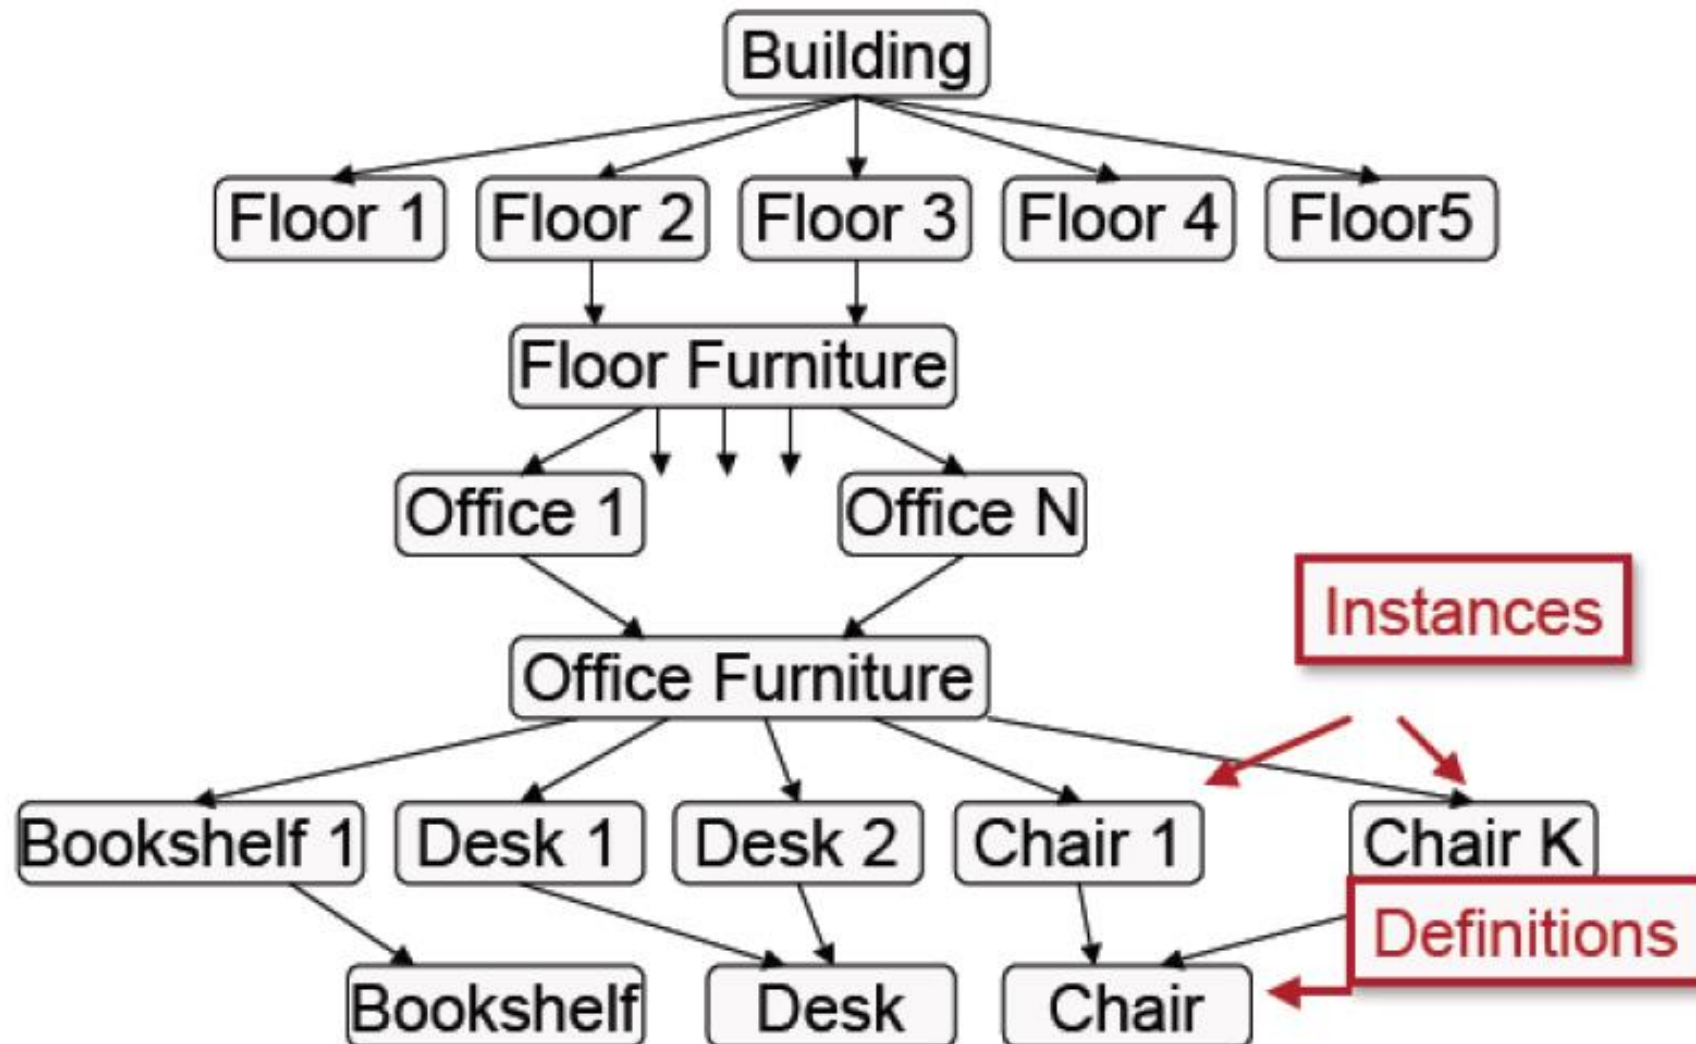 Building
Floor 1
Floor 2
Floor 3
Floor 4
Floor5
Floor Furniture
Office 1
Office N
Instances
Office Furniture
Bookshelf 1
Desk 1
Desk 2
Chair 1
Chair K
Definitions
Bookshelf
Desk
Chair